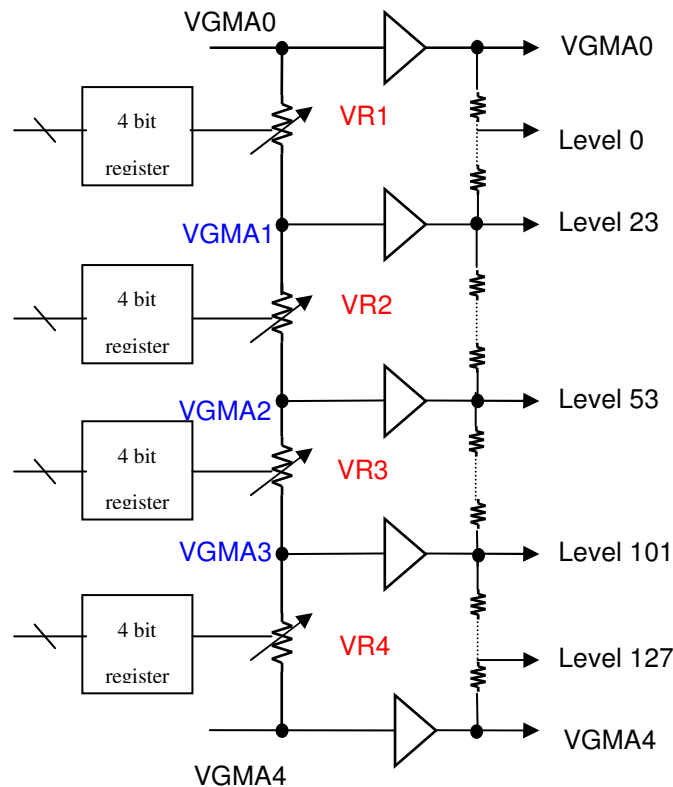 VGMA0
VGMA0
4 bit
register
VR1
Level 0
VGMA1
Level 23
4 bit
register
VR2
VGMA2
Level 53
4 bit
register
VR3
VGMA3
Level 101
4 bit
register
VR4
Level 127
VGMA4
VGMA4